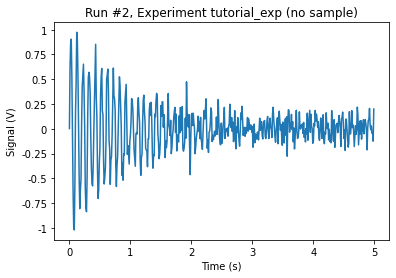 Run #2, Experiment tutorial_exp (no sample)
1
0.75
0.5
0.25
0
-0.25
-0.5
-0.75
-1
Signal (V)
0 1 2 3 4 5
Time (s)